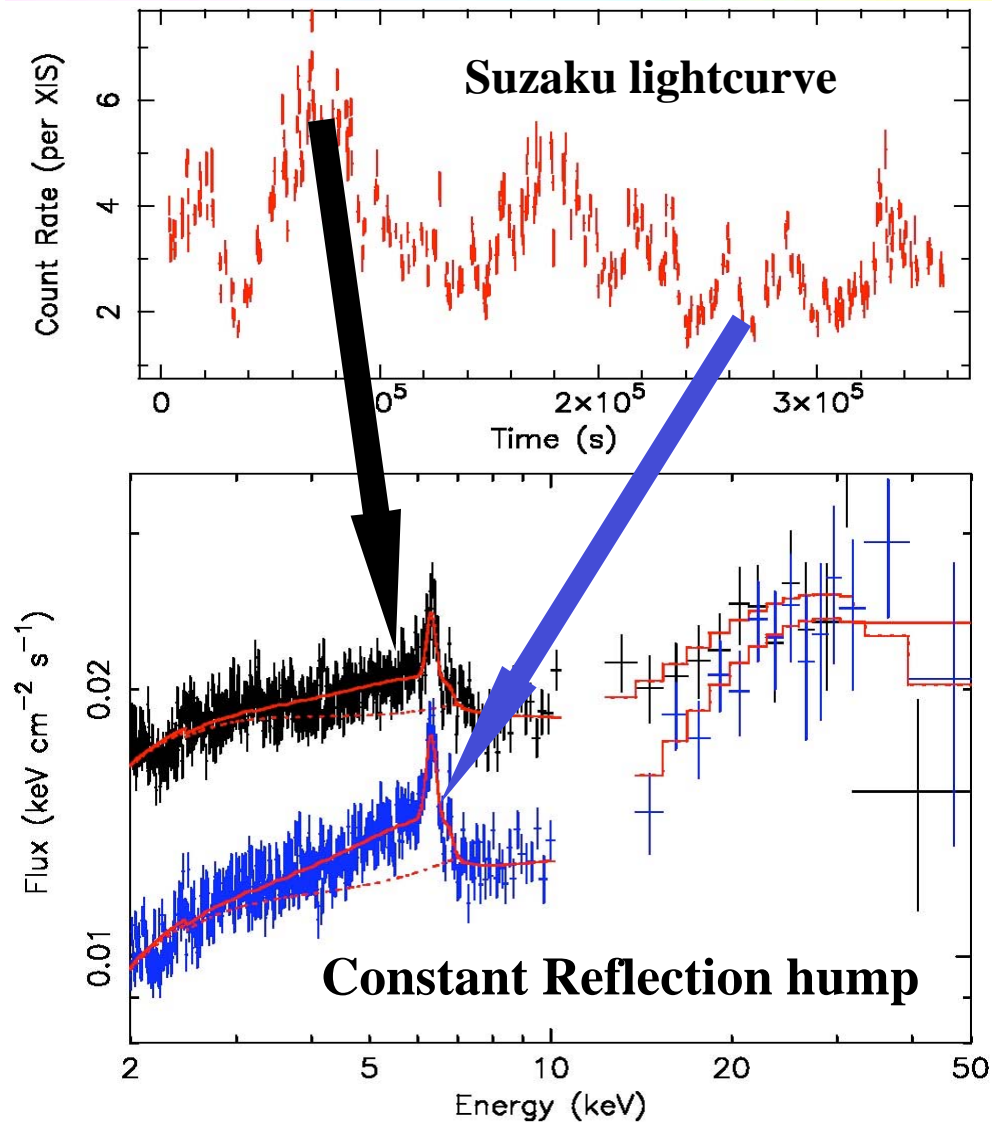 Suzaku lightcurve
Count Rate (per XIS)
6
4
2
0
0⁵
2×10⁵
3×10⁵
Time (s)
Flux (keV cm⁻² s⁻¹)
0.02
0.01
Constant Reflection hump
2
5
10
20
50
Energy (keV)